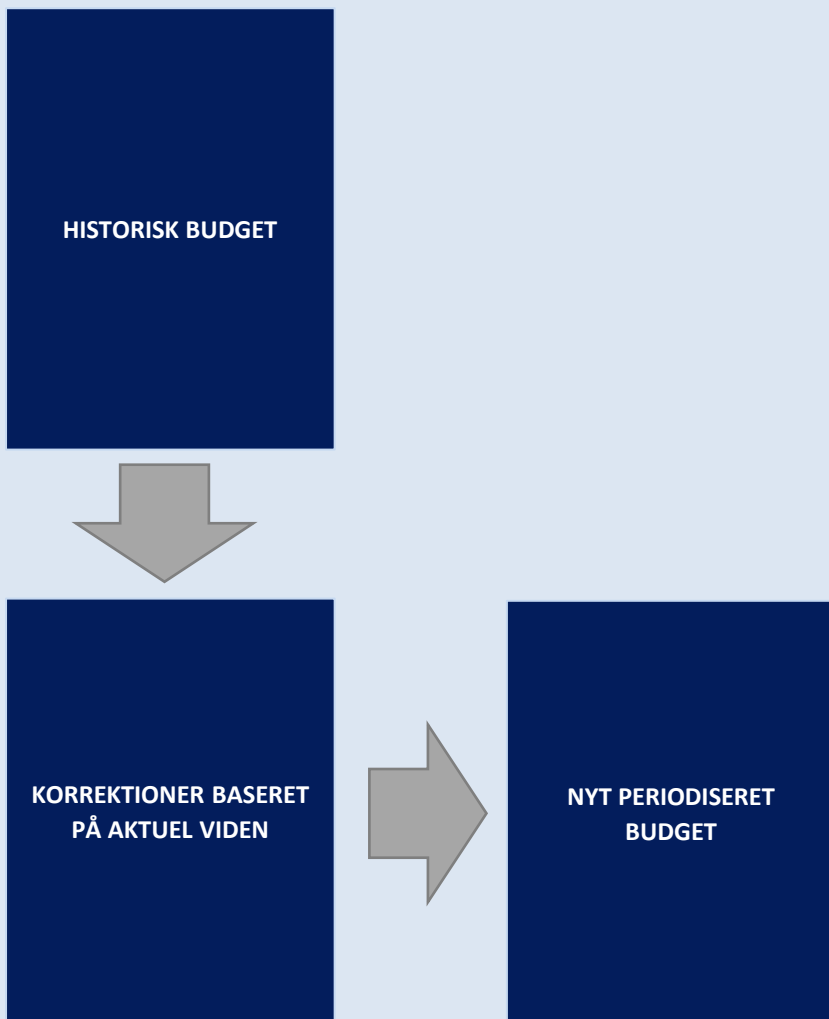 HISTORISK BUDGET
KORREKTIONER BASERET
PÅ AKTUEL VIDEN
NYT PERIODISERET
BUDGET